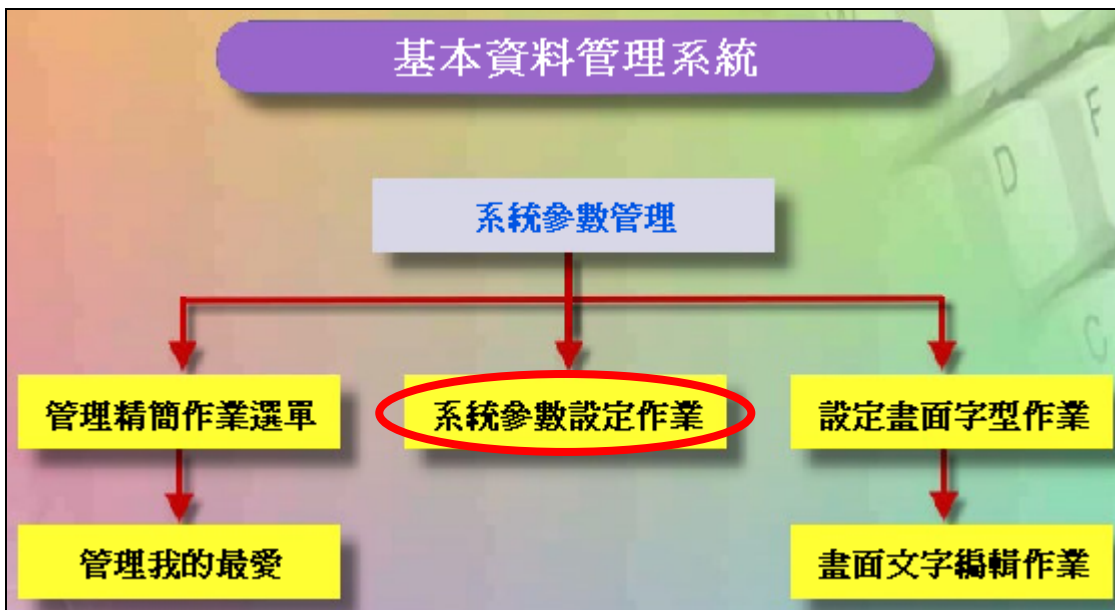 基本資料管理系統
系統參數管理
管理精簡作業選單
系統參數設定作業
設定畫面字型作業
管理我的最愛
畫面文字編輯作業
D
F
C